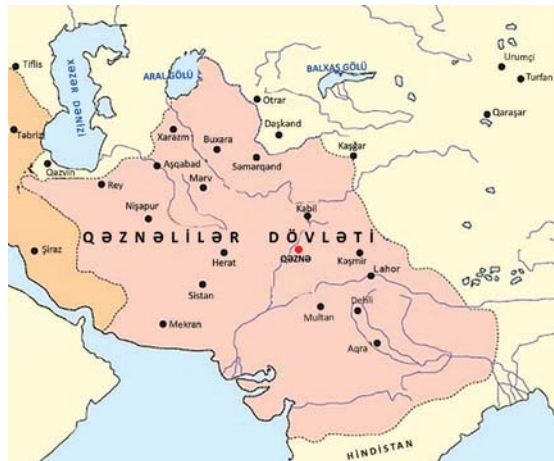 Tiflis
XƏZƏR DƏNİZİ
ARAL GÖLÜ
BALXAŞ GÖLÜ
Urumçi
Turfan
Otrar
Qaraşar
Təbriz
Xarəzm
Buxara
Daşkənd
Qəzvin
Aşqabad
Səmərqənd
Kaşğar
Rey
Marv
Nişapur
Kabil
QƏZNƏLİLƏR DÖVLƏTİ
Şiraz
Herat
QƏZNƏ
Kəşmir
Lahor
Sistan
Multan
Dehli
Mekran
Aqra
HİNDİSTAN